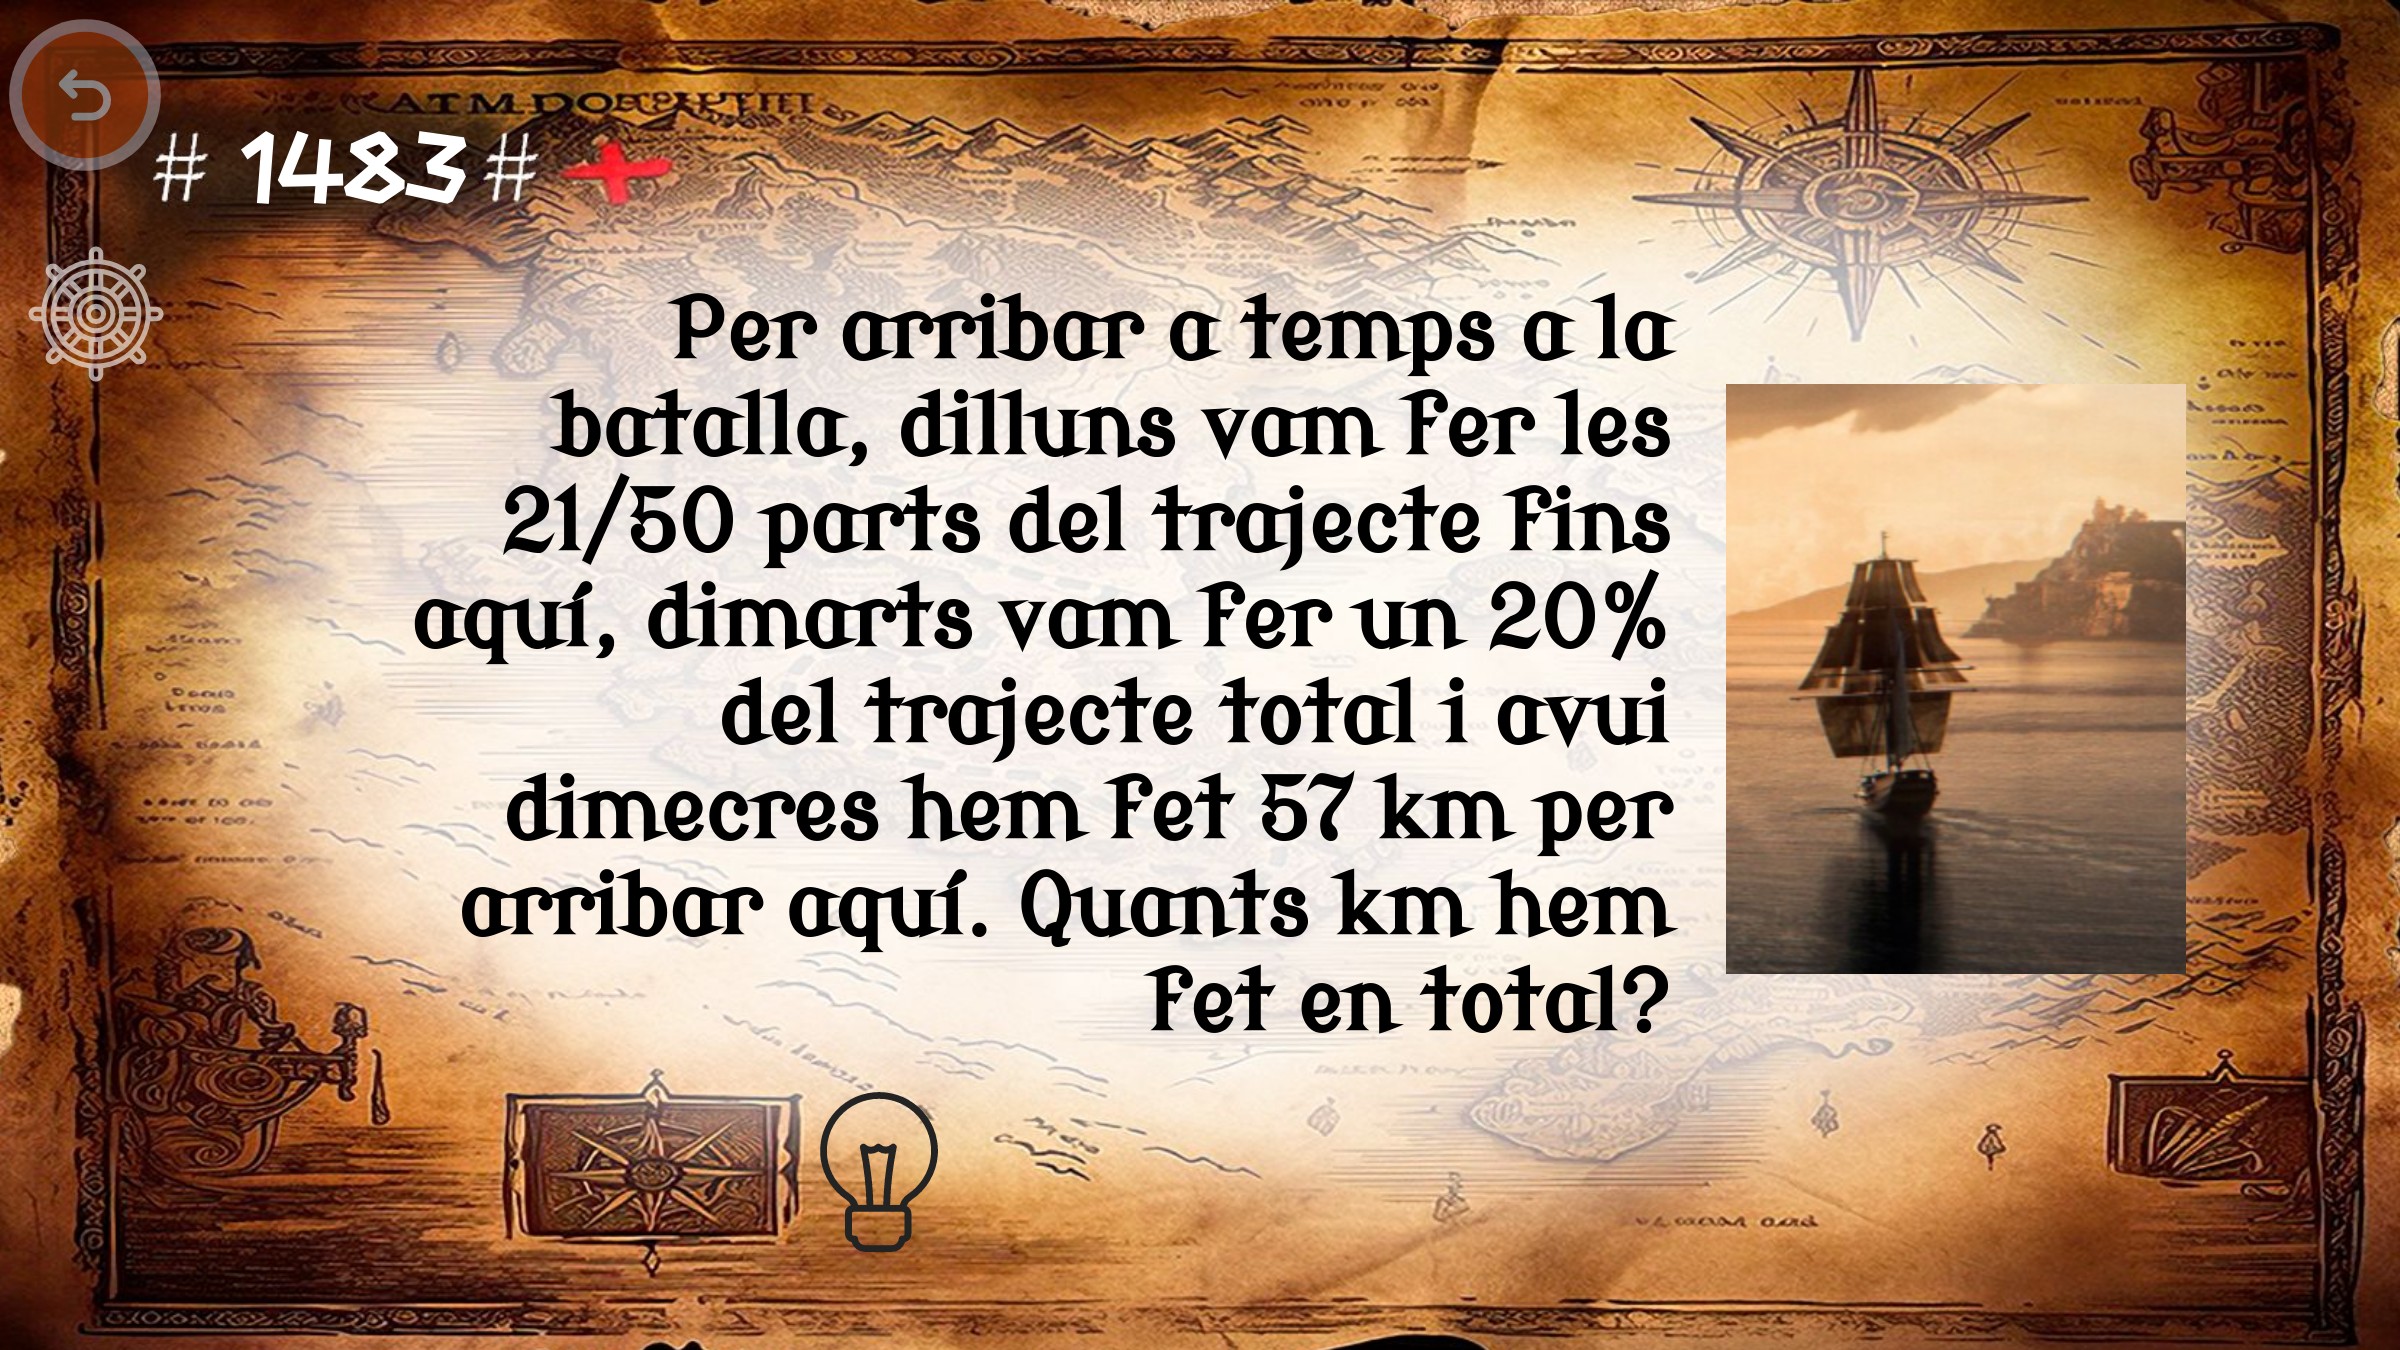 # 1483 #
Per arribar a temps a la
batalla, dilluns vam fer les
21/50 parts del trajecte fins
aquí, dimarts vam fer un 20%
del trajecte total i avui
dimecres hem fet 57 km per
arribar aquí. Quants km hem
fet en total?